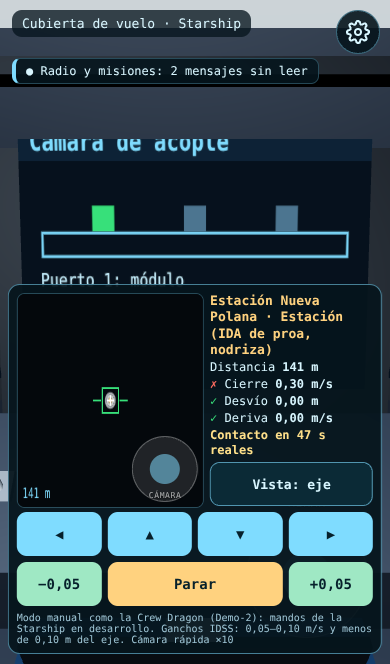 Cubierta de vuelo · Starship
● Radio y misiones: 2 mensajes sin leer
Cámara de acople
Puerto 1: módulo
Estación Nueva
Polana · Estación
(IDA de proa,
nodriza)
Distancia 141 m
✗ Cierre 0,30 m/s
✓ Desvío 0,00 m
✓ Deriva 0,00 m/s
Contacto en 47 s
reales
141 m
CÁMARA
Vista: eje
◄ ▲ ▼ ►
−0,05 Parar +0,05
Modo manual como la Crew Dragon (Demo-2): mandos de la
Starship en desarrollo. Ganchos IDSS: 0,05–0,10 m/s y menos
de 0,10 m del eje. Cámara rápida ×10